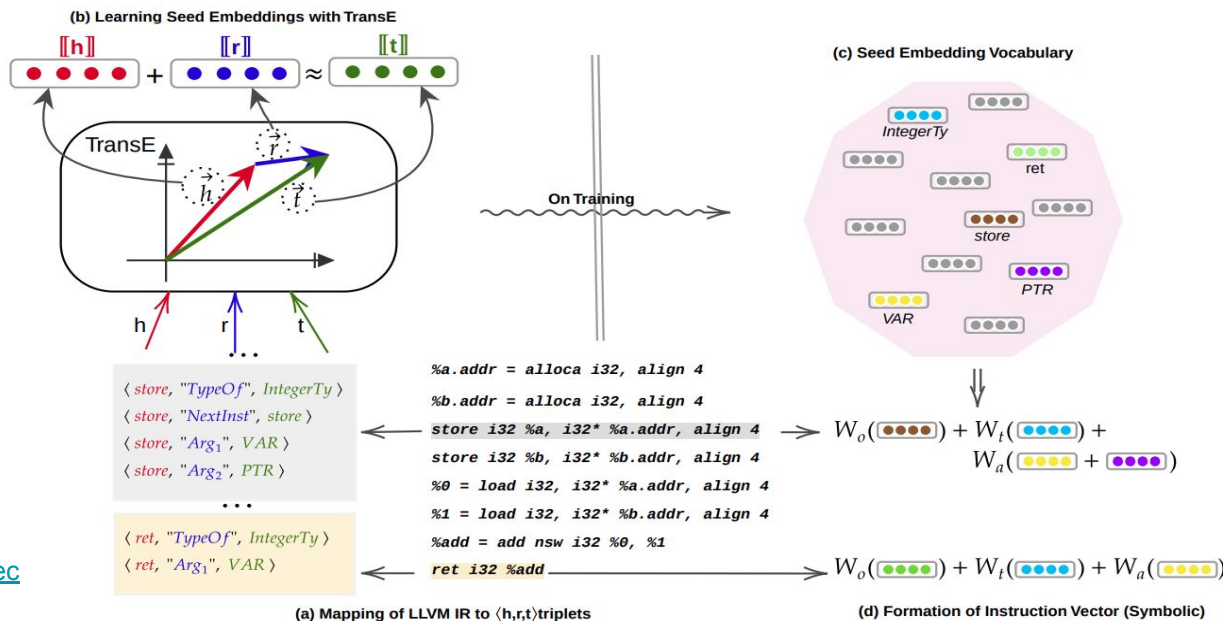 (b) Learning Seed Embeddings with TransE
⟦h⟧ ⟦r⟧ ⟦t⟧
+ ≈
TransE
h⃗ r⃗ t⃗
h r t
...
⟨ store, "TypeOf", IntegerTy ⟩
⟨ store, "NextInst", store ⟩
⟨ store, "Arg₁", VAR ⟩
⟨ store, "Arg₂", PTR ⟩
...
⟨ ret, "TypeOf", IntegerTy ⟩
⟨ ret, "Arg₁", VAR ⟩
ec
On Training
%a.addr = alloca i32, align 4
%b.addr = alloca i32, align 4
store i32 %a, i32* %a.addr, align 4
store i32 %b, i32* %b.addr, align 4
%0 = load i32, i32* %a.addr, align 4
%1 = load i32, i32* %b.addr, align 4
%add = add nsw i32 %0, %1
ret i32 %add
(a) Mapping of LLVM IR to ⟨h,r,t⟩triplets
(c) Seed Embedding Vocabulary
IntegerTy
ret
store
PTR
VAR
Wₒ( ) + Wₜ( ) +
Wₐ( + )
Wₒ( ) + Wₜ( ) + Wₐ( )
(d) Formation of Instruction Vector (Symbolic)